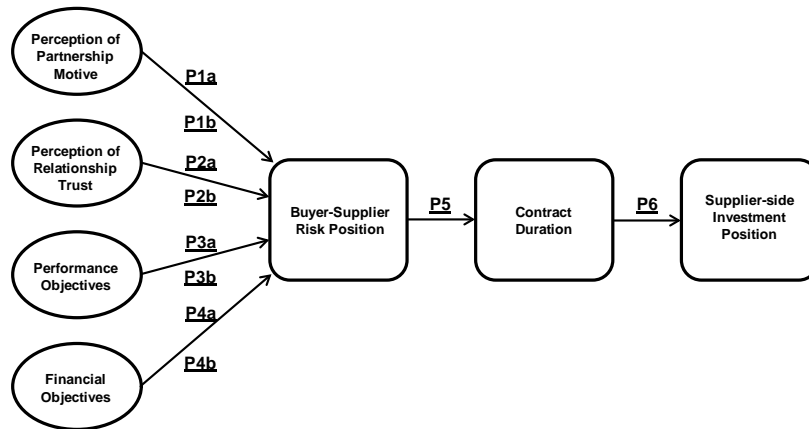 Perception of
Partnership
Motive
P1a
P1b
Perception of
Relationship
Trust
P2a
P2b
Performance
Objectives
P3a
P3b
Financial
Objectives
P4a
P4b
Buyer-Supplier
Risk Position
P5
Contract
Duration
P6
Supplier-side
Investment
Position